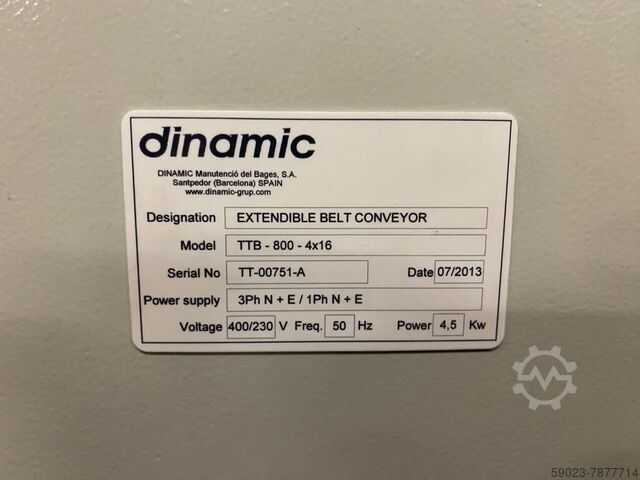 dinamic
DINAMIC Manutenció del Bages, S.A.
Santpedor (Barcelona) SPAIN
www.dinamic-grup.com
Designation EXTENDIBLE BELT CONVEYOR
Model TTB - 800 - 4x16
Serial No TT-00751-A Date 07/2013
Power supply 3Ph N + E / 1Ph N + E
Voltage 400/230 V Freq. 50 Hz Power 4,5 Kw
59023-7877714